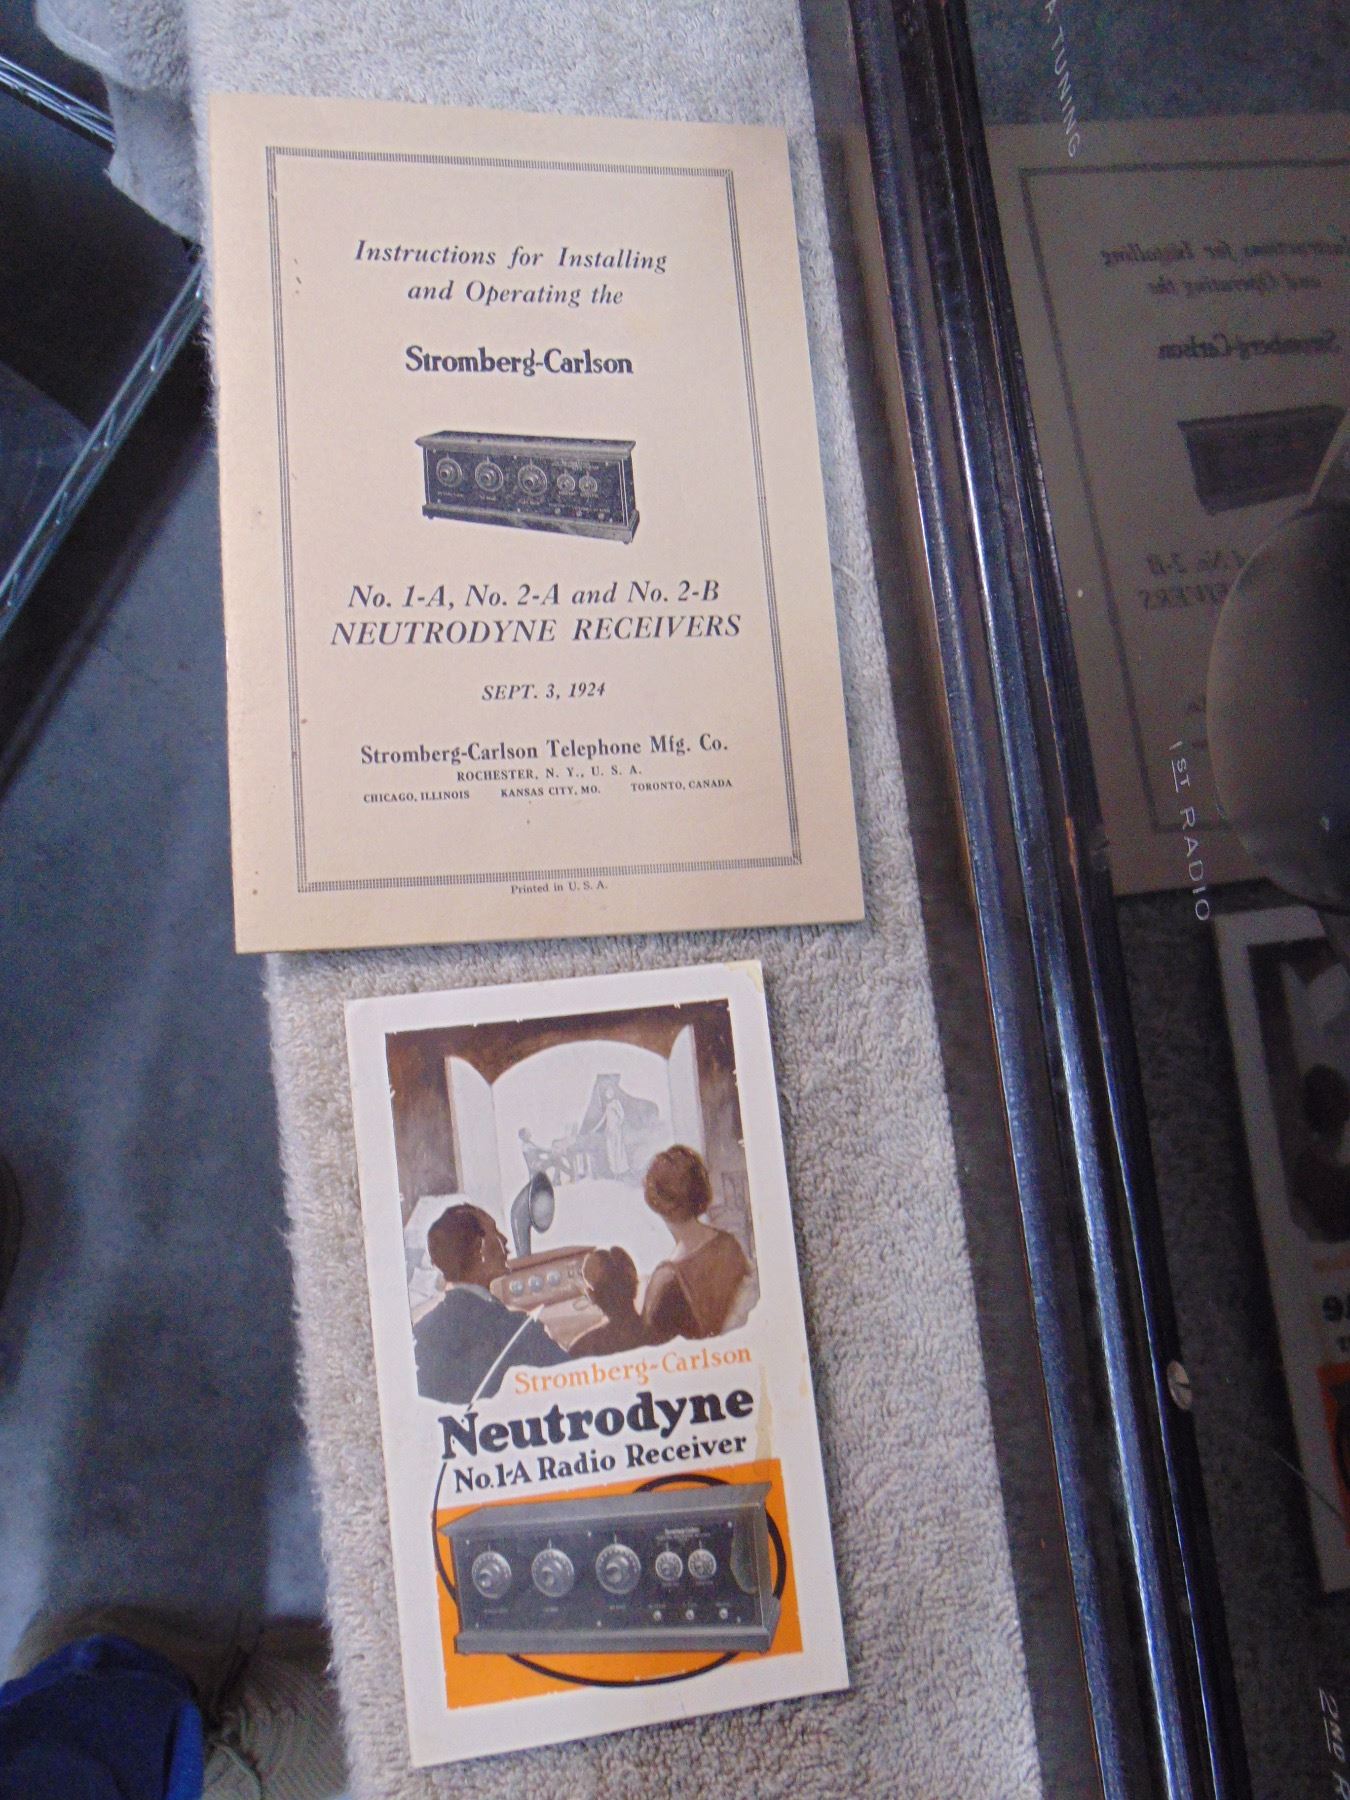 Instructions for Installing
and Operating the
Stromberg-Carlson
No. 1-A, No. 2-A and No. 2-B
NEUTRODYNE RECEIVERS
SEPT. 3, 1924
Stromberg-Carlson Telephone Mfg. Co.
ROCHESTER, N. Y., U. S. A.
CHICAGO, ILLINOIS KANSAS CITY, MO. TORONTO, CANADA
Printed in U. S. A.
Stromberg-Carlson
Neutrodyne
No. 1-A Radio Receiver
TUNING
1ST RADIO
2ND